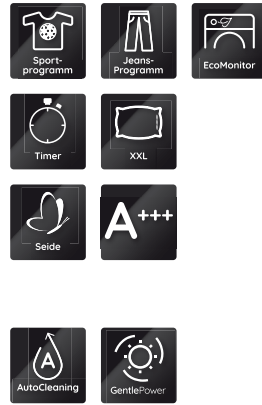 Sport-
programm
Jeans-
Programm
EcoMonitor
Timer
XXL
Seide
A+++
A
AutoCleaning
GentlePower